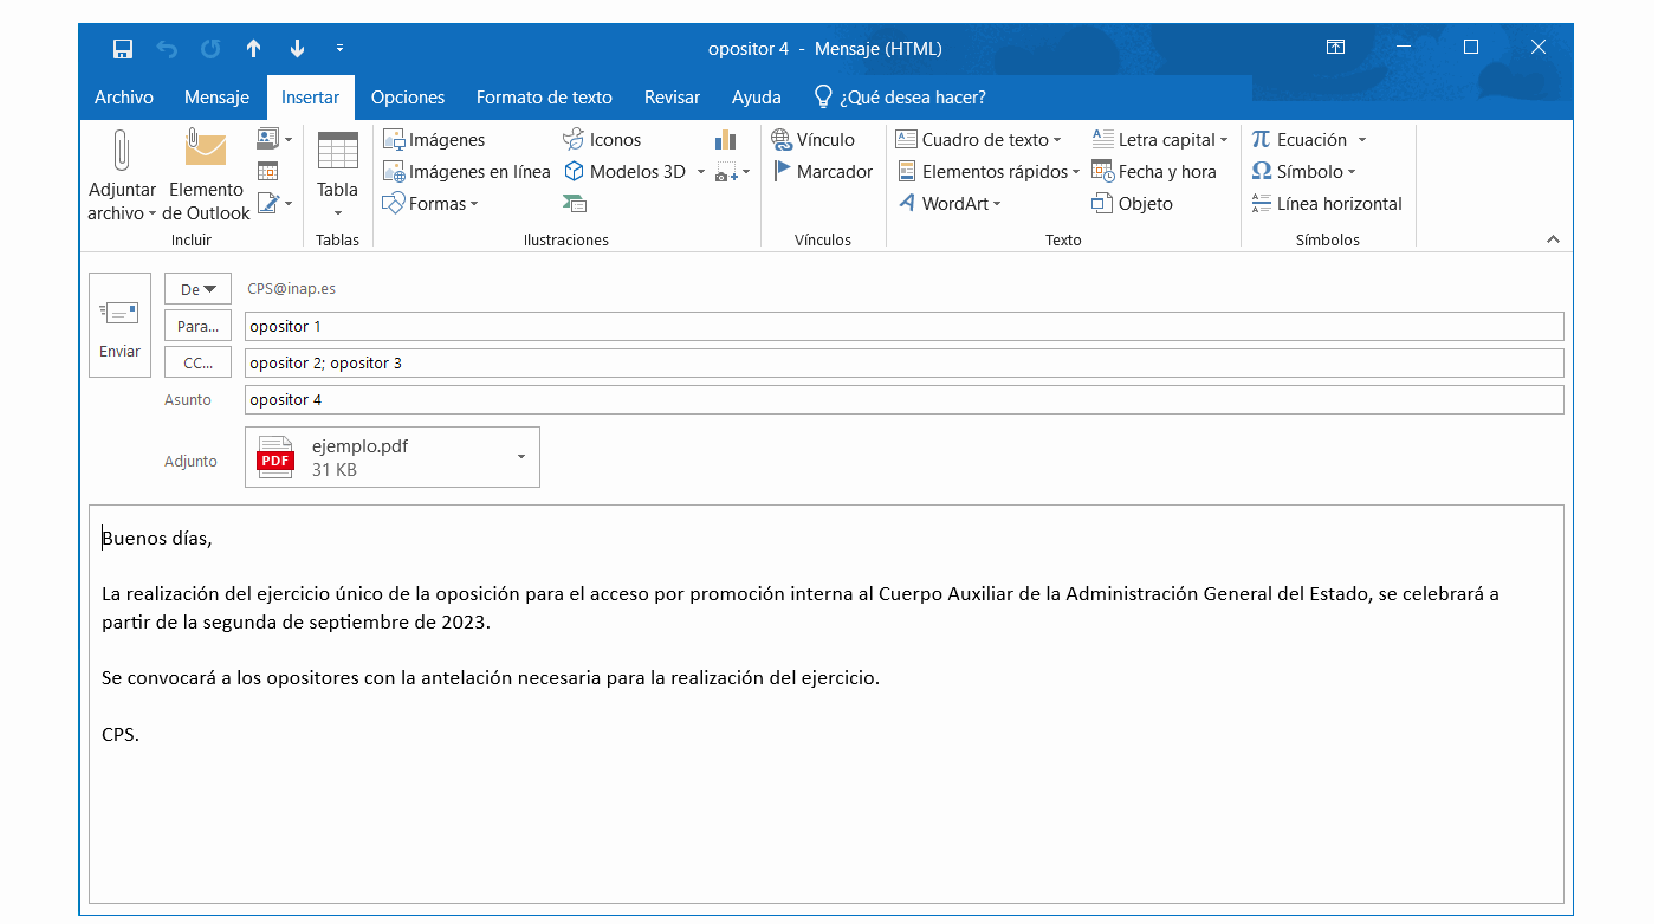 opositor 4 - Mensaje (HTML)
Archivo Mensaje Insertar Opciones Formato de texto Revisar Ayuda ¿Qué desea hacer?
Adjuntar archivo
Elemento de Outlook
Incluir
Tabla
Tablas
Imágenes
Imágenes en línea
Formas
Iconos
Modelos 3D
Ilustraciones
Vínculo
Marcador
Vínculos
Cuadro de texto
Elementos rápidos
WordArt
Letra capital
Fecha y hora
Objeto
Texto
Ecuación
Símbolo
Línea horizontal
Símbolos
Enviar
De CPS@inap.es
Para... opositor 1
CC... opositor 2; opositor 3
Asunto opositor 4
Adjunto PDF ejemplo.pdf
31 KB
Buenos días,
La realización del ejercicio único de la oposición para el acceso por promoción interna al Cuerpo Auxiliar de la Administración General del Estado, se celebrará a
partir de la segunda de septiembre de 2023.
Se convocará a los opositores con la antelación necesaria para la realización del ejercicio.
CPS.